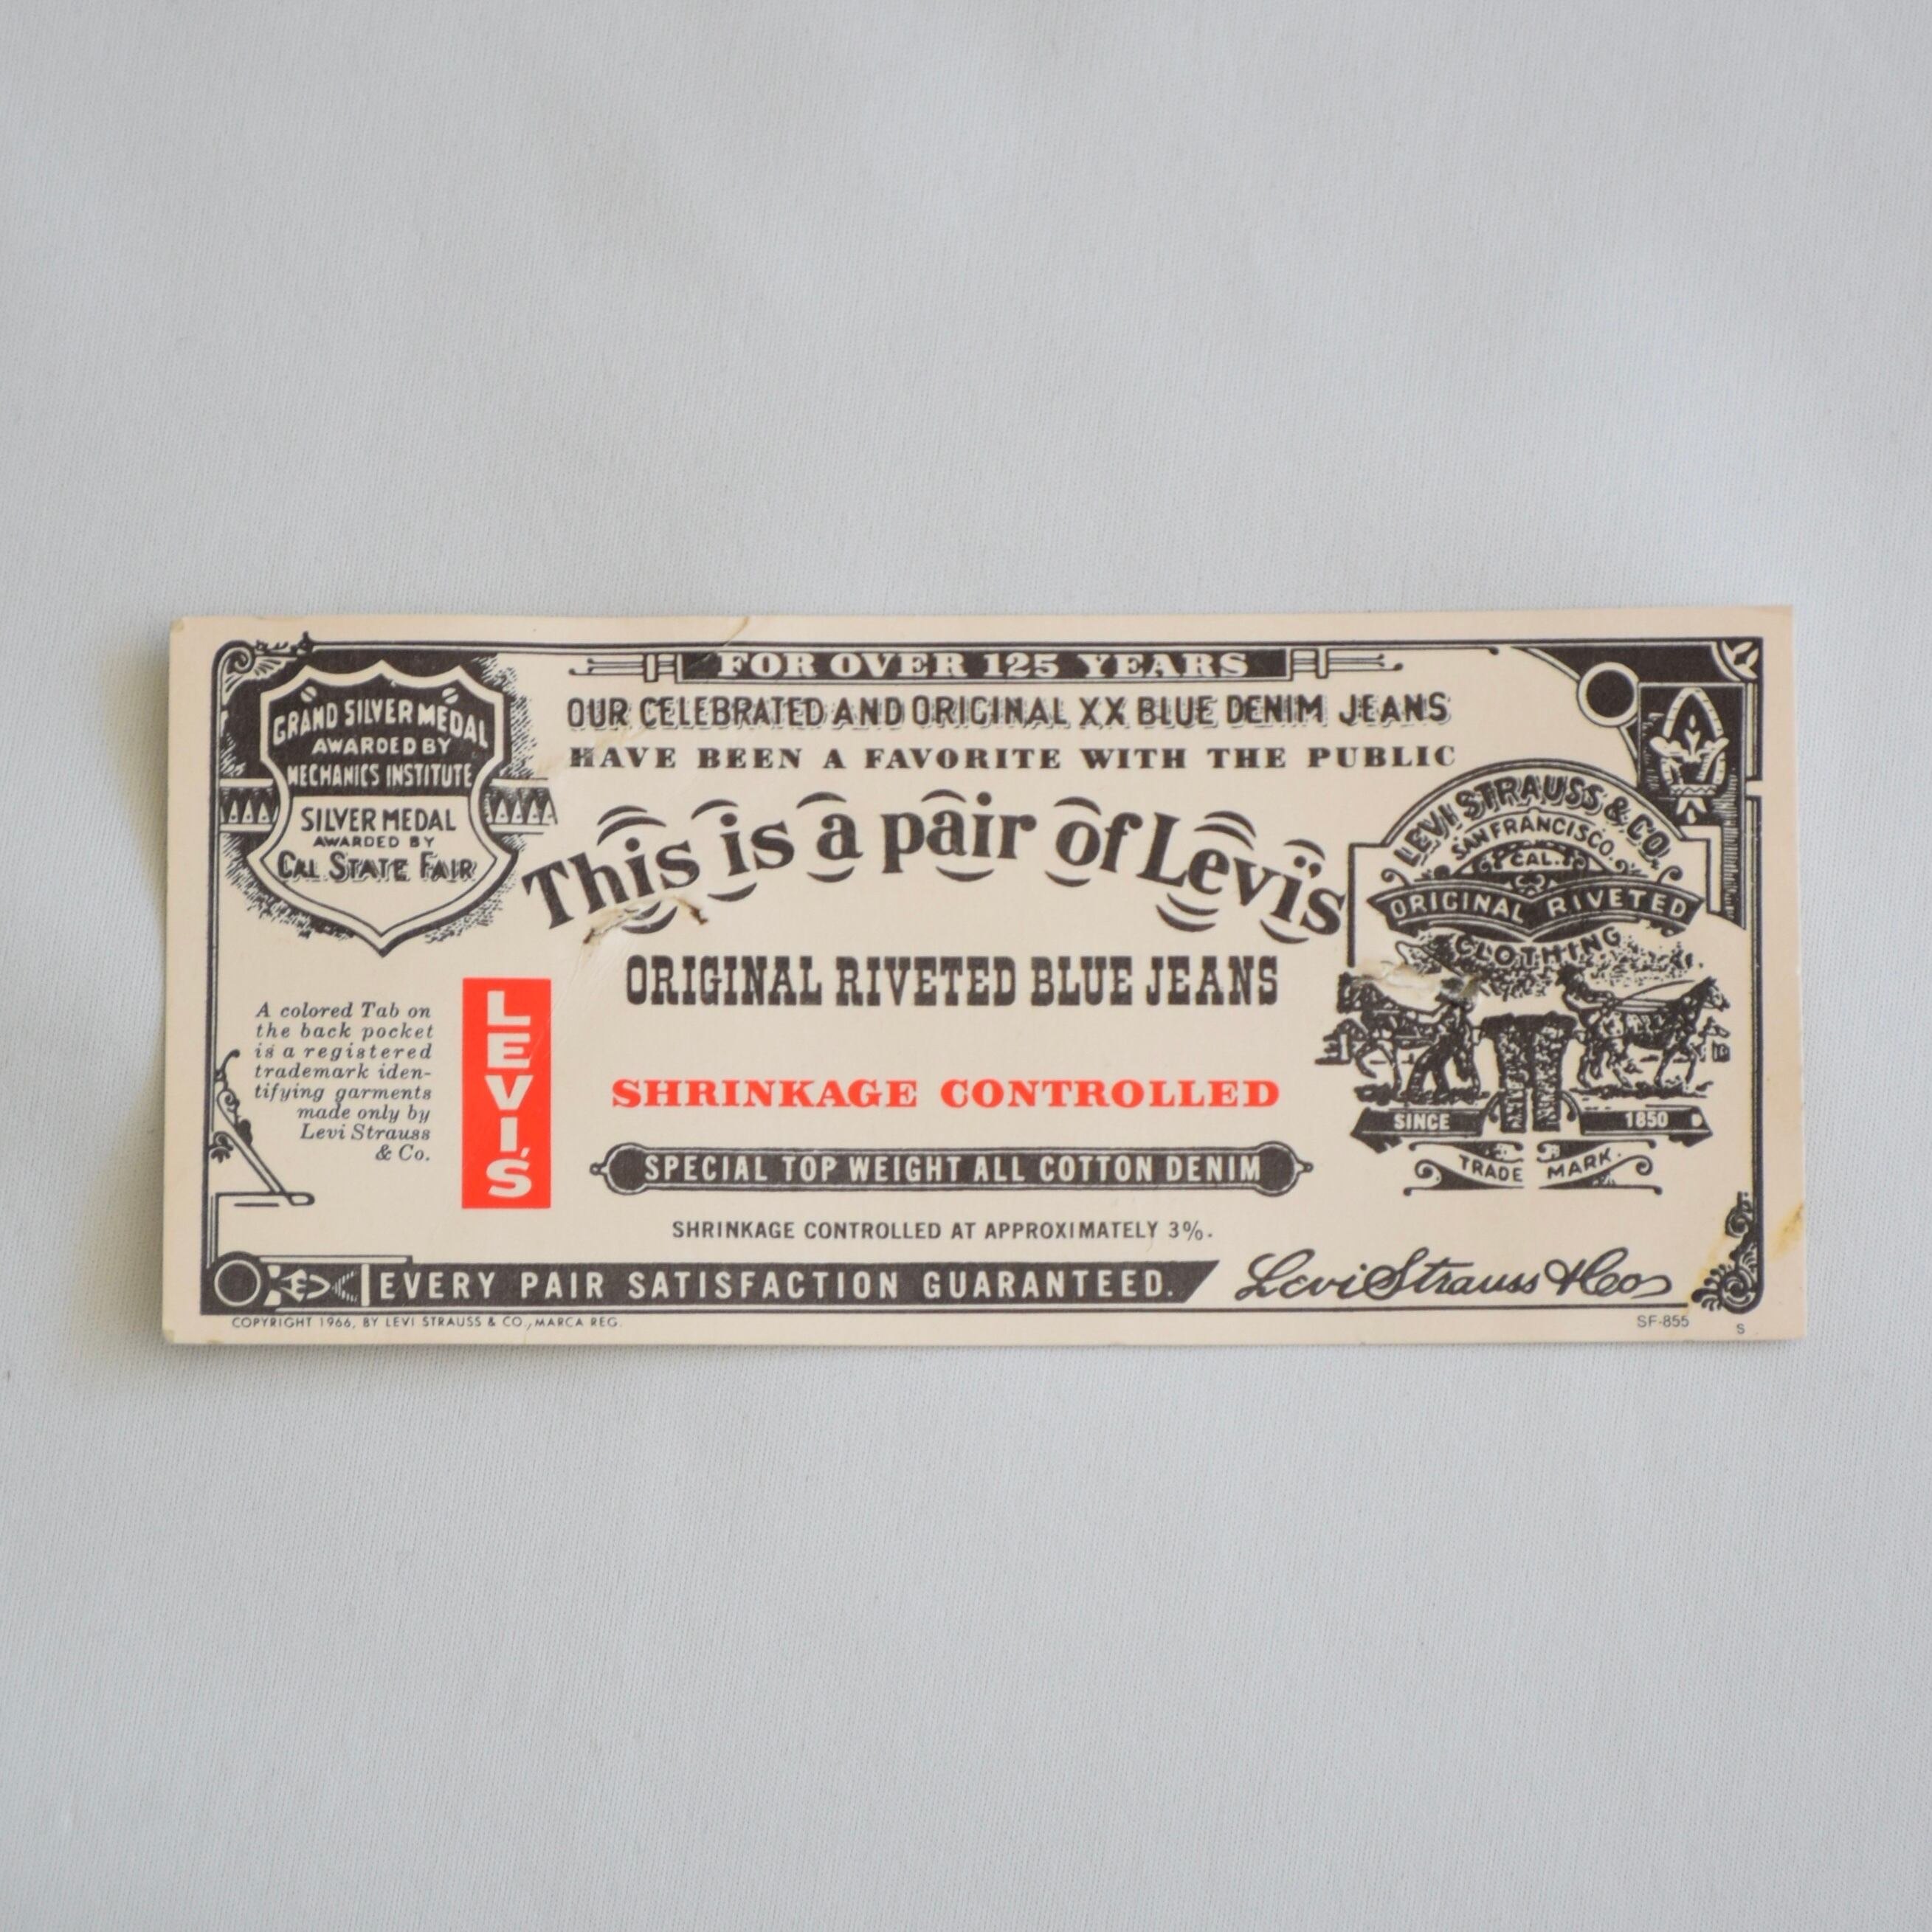 FOR OVER 125 YEARS
OUR CELEBRATED AND ORIGINAL XX BLUE DENIM JEANS
HAVE BEEN A FAVORITE WITH THE PUBLIC
GRAND SILVER MEDAL
AWARDED BY
MECHANICS INSTITUTE
SILVER MEDAL
AWARDED BY
CAL STATE FAIR
This is a pair of Levi's
ORIGINAL RIVETED BLUE JEANS
LEVI STRAUSS & CO.
SAN FRANCISCO.
CAL.
ORIGINAL RIVETED
CLOTHING
SINCE 1850
TRADE MARK.
A colored Tab on
the back pocket
is a registered
trademark iden-
tifying garments
made only by
Levi Strauss
& Co.
LEVI'S
SHRINKAGE CONTROLLED
SPECIAL TOP WEIGHT ALL COTTON DENIM
SHRINKAGE CONTROLLED AT APPROXIMATELY 3%.
EVERY PAIR SATISFACTION GUARANTEED.
Levi Strauss & Co
COPYRIGHT 1966, BY LEVI STRAUSS & CO., MARCA REG.
SF-855
S